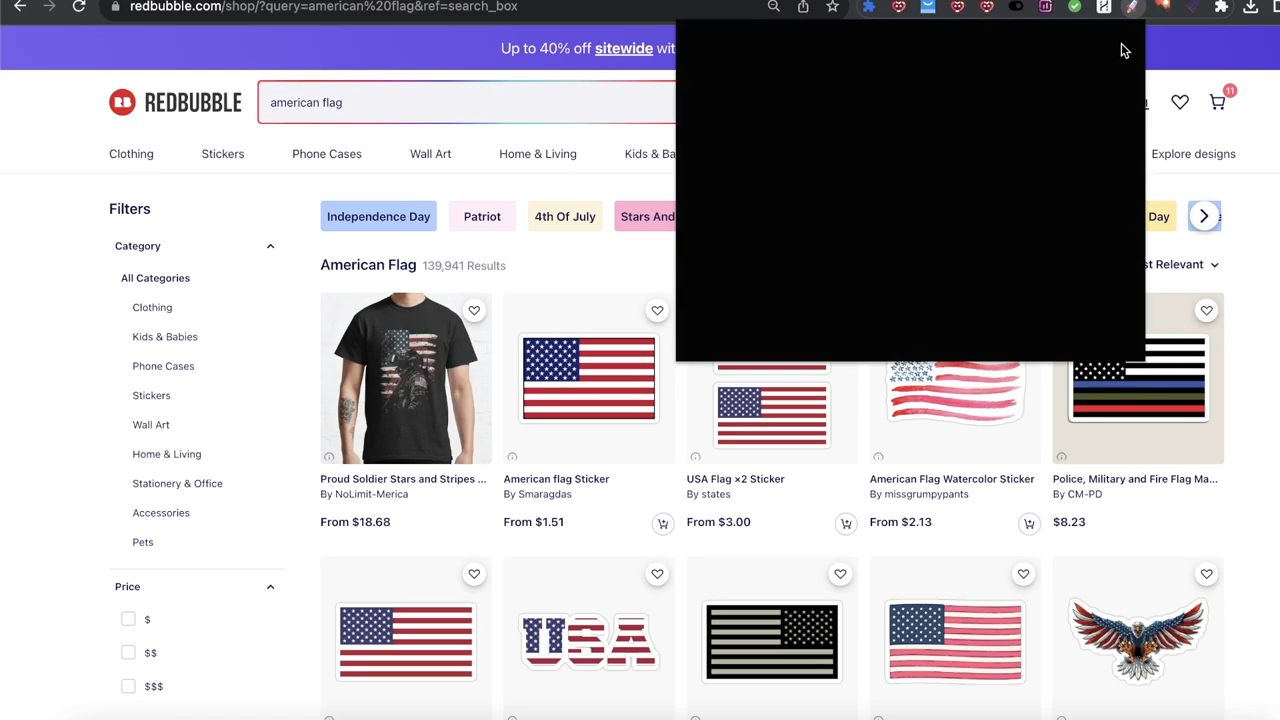 redbubble.com/shop/?query=american%20flag&ref=search_box
Up to 40% off sitewide wit
RB REDBUBBLE
american flag
11
Clothing Stickers Phone Cases Wall Art Home & Living Kids & Ba Explore designs
Filters
Independence Day Patriot 4th Of July Stars And Day
Category
American Flag 139,941 Results
st Relevant
All Categories
Clothing
Kids & Babies
Phone Cases
Stickers
Wall Art
Home & Living
Stationery & Office
Accessories
Pets
Price
$
$$
$$$
Proud Soldier Stars and Stripes ...
By NoLimit-Merica
From $18.68
American flag Sticker
By Smaragdas
From $1.51
USA Flag ×2 Sticker
By states
From $3.00
American Flag Watercolor Sticker
By missgrumpypants
From $2.13
Police, Military and Fire Flag Ma...
By CM-PD
$8.23
USA